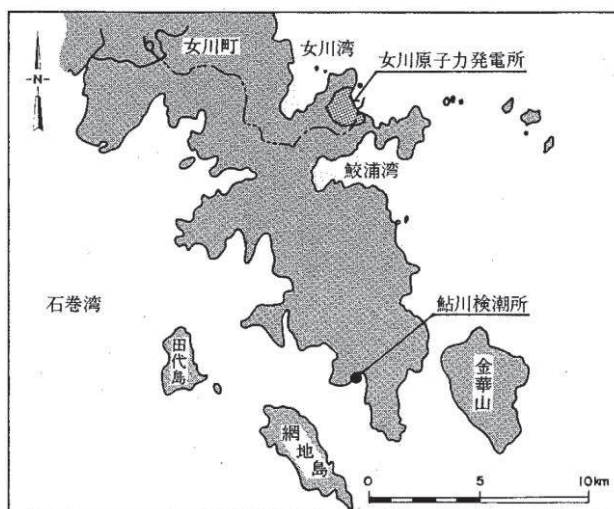 女川町
女川湾
女川原子力発電所
-N-
鮫浦湾
石巻湾
鮎川検潮所
田代島
金華山
網地島
0 5 10km